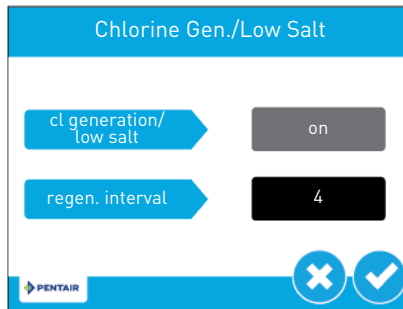 Chlorine Gen./Low Salt
cl generation/
low salt
on
regen. interval
4
PENTAIR